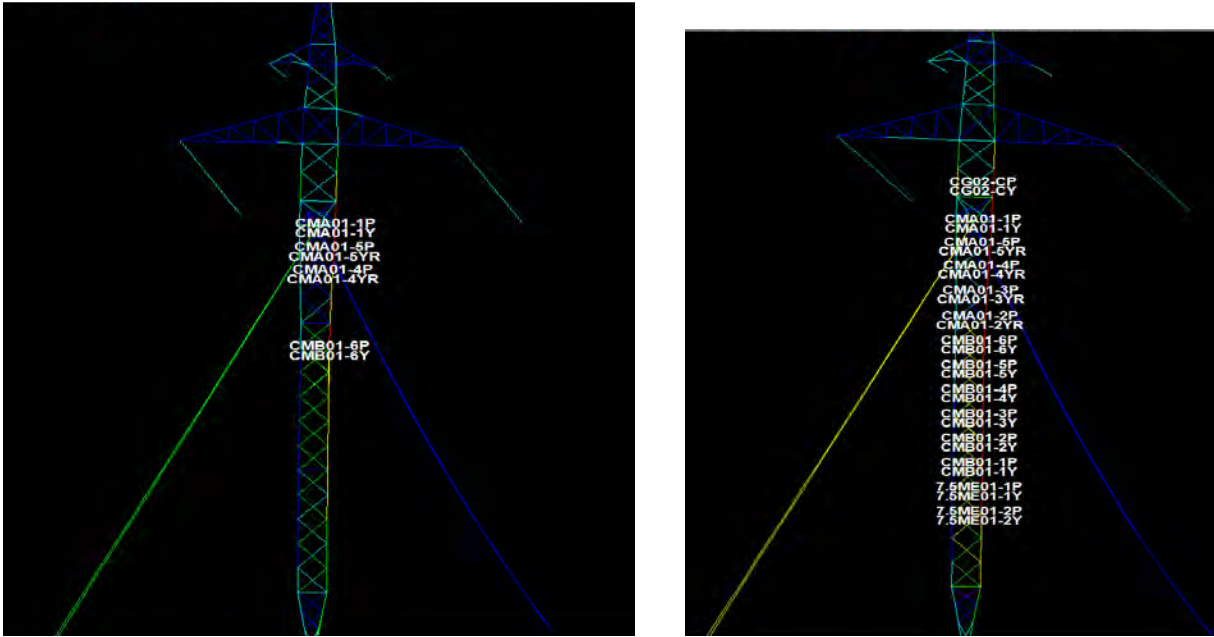 CMA01-1P
CMA01-1Y
CMA01-5P
CMA01-5YR
CMA01-4P
CMA01-4YR
CMB01-6P
CMB01-6Y
CG02-CP
CG02-CY
CMA01-1P
CMA01-1Y
CMA01-5P
CMA01-5YR
CMA01-4P
CMA01-4YR
CMA01-3P
CMA01-3YR
CMA01-2P
CMA01-2YR
CMB01-6P
CMB01-6Y
CMB01-5P
CMB01-5Y
CMB01-4P
CMB01-4Y
CMB01-3P
CMB01-3Y
CMB01-2P
CMB01-2Y
CMB01-1P
CMB01-1Y
7.5ME01-1P
7.5ME01-1Y
7.5ME01-2P
7.5ME01-2Y